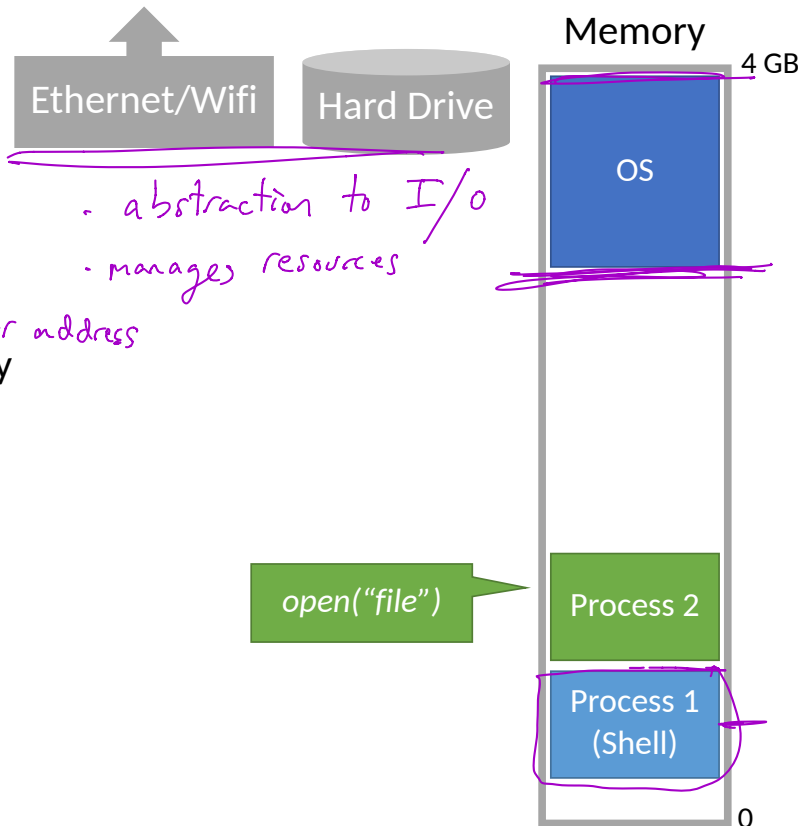 Memory
4 GB
Ethernet/Wifi
Hard Drive
OS
· abstraction to I/O
· manages resources
r address
y
open(“file”)
Process 2
Process 1
(Shell)
0